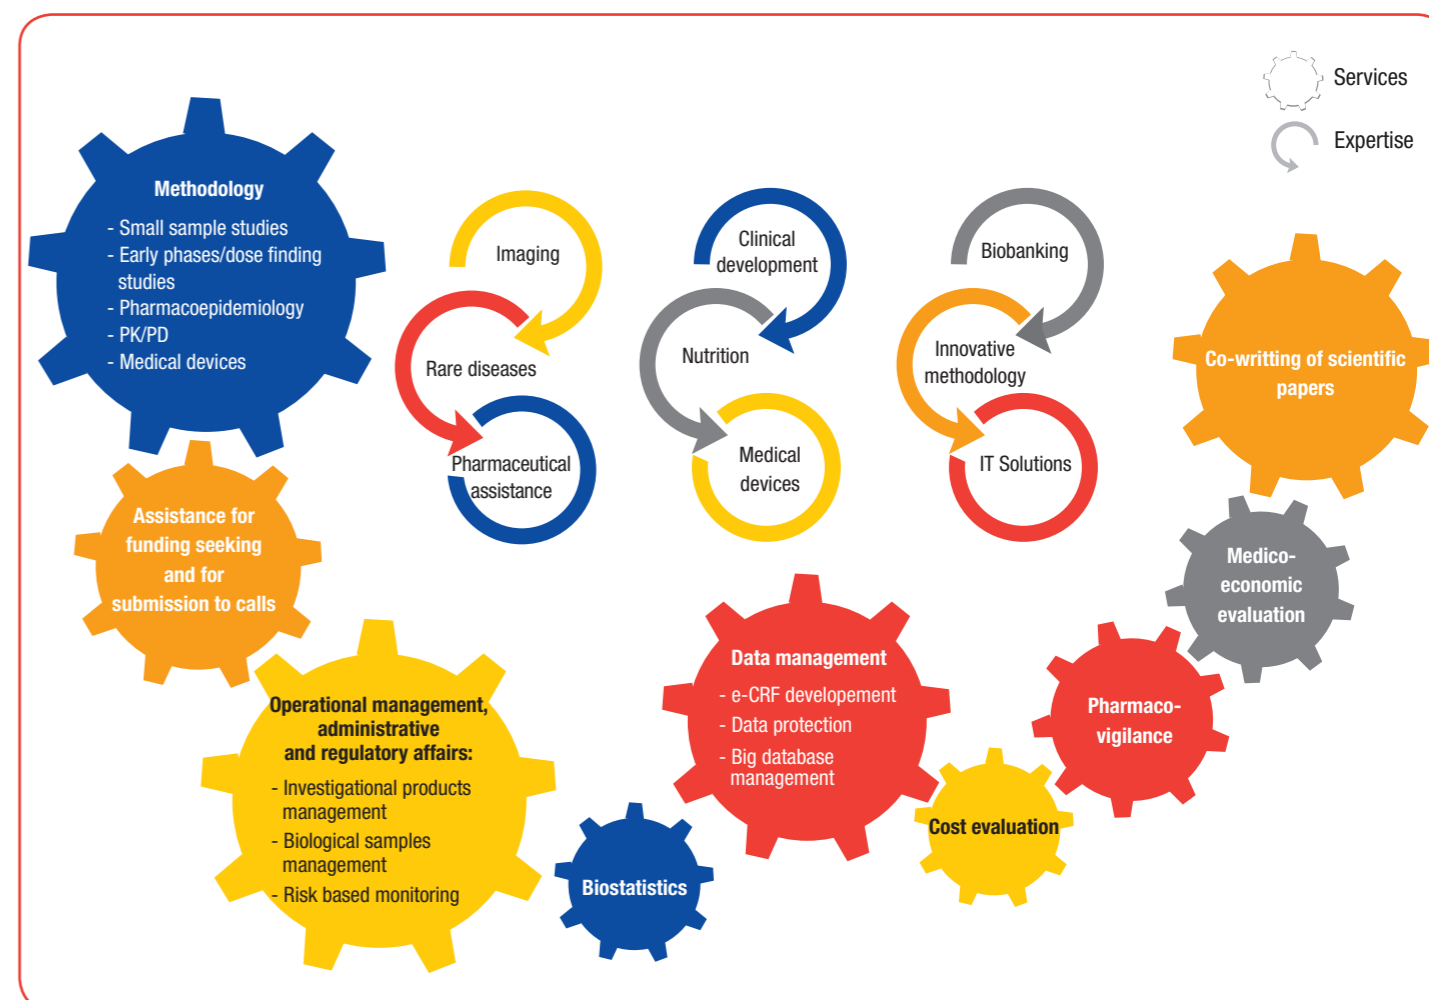 Services
Expertise
Methodology
- Small sample studies
- Early phases/dose finding
studies
- Pharmacoepidemiology
- PK/PD
- Medical devices
Imaging
Rare diseases
Pharmaceutical
assistance
Clinical
development
Nutrition
Medical
devices
Biobanking
Innovative
methodology
IT Solutions
Co-writting of scientific
papers
Assistance for
funding seeking
and for
submission to calls
Medico-
economic
evaluation
Operational management,
administrative
and regulatory affairs:
- Investigational products
management
- Biological samples
management
- Risk based monitoring
Biostatistics
Data management
- e-CRF developement
- Data protection
- Big database
management
Cost evaluation
Pharmaco-
vigilance